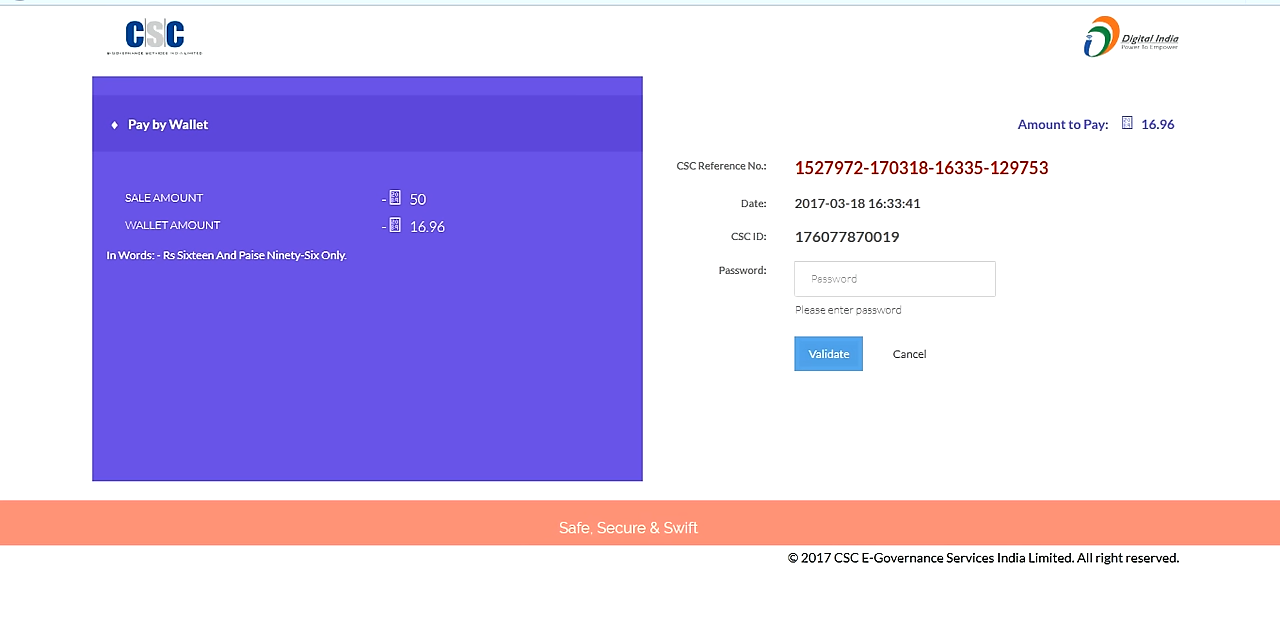 CSC
Digital India
Power To Empower
♦ Pay by Wallet
SALE AMOUNT - 50
WALLET AMOUNT - 16.96
In Words: - Rs Sixteen And Paise Ninety-Six Only.
Amount to Pay: 16.96
CSC Reference No.: 1527972-170318-16335-129753
Date: 2017-03-18 16:33:41
CSC ID: 176077870019
Password: Password
Please enter password
Validate Cancel
Safe, Secure & Swift
© 2017 CSC E-Governance Services India Limited. All right reserved.